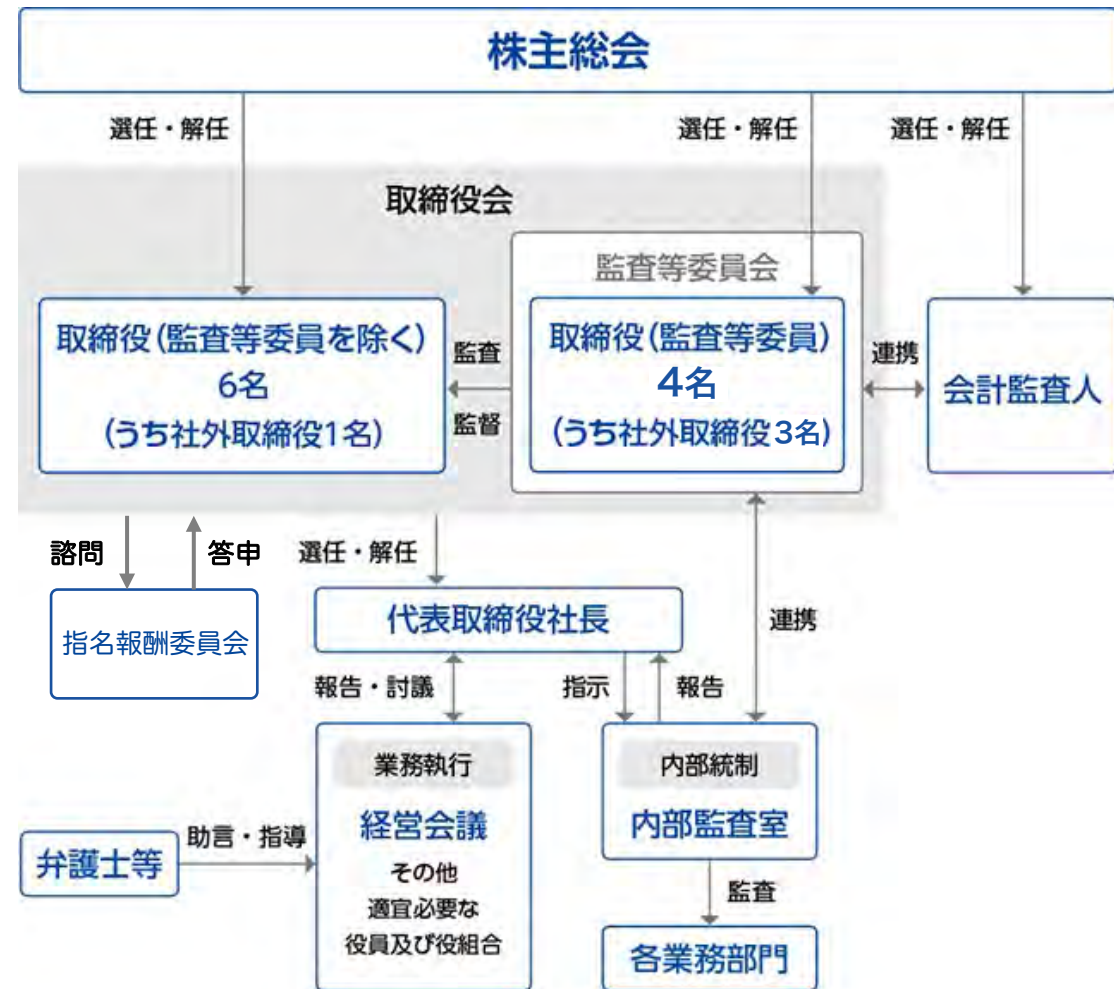 株主総会
選任・解任
選任・解任
選任・解任
取締役会
監査等委員会
取締役(監査等委員を除く)
6名
(うち社外取締役1名)
監査
監督
取締役(監査等委員)
4名
(うち社外取締役3名)
連携
会計監査人
諮問
答申
選任・解任
指名報酬委員会
代表取締役社長
連携
報告・討議
指示
報告
業務執行
経営会議
その他
適宜必要な
役員及び役組合
内部統制
内部監査室
弁護士等
助言・指導
監査
各業務部門